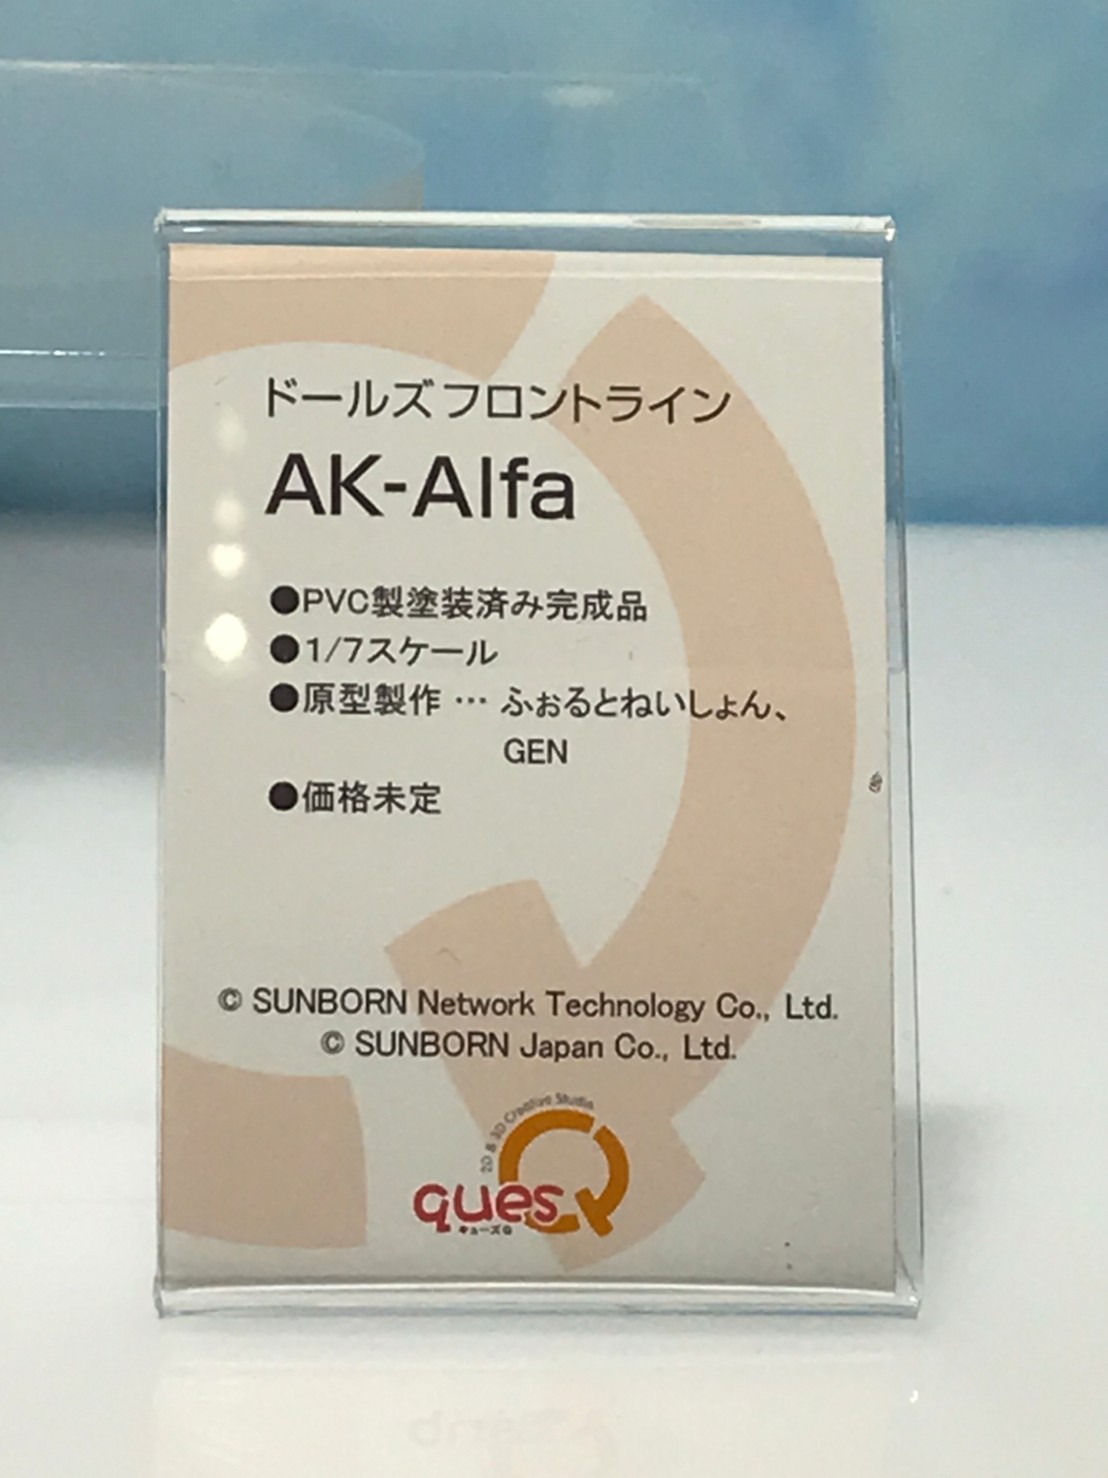 ドールズフロントライン
AK-Alfa
●PVC製塗装済み完成品
●1/7スケール
●原型製作 … ふぉるとねいしょん、
GEN
●価格未定
© SUNBORN Network Technology Co., Ltd.
© SUNBORN Japan Co., Ltd.
2D & 3D Creative Studio
quesQ
キューズQ